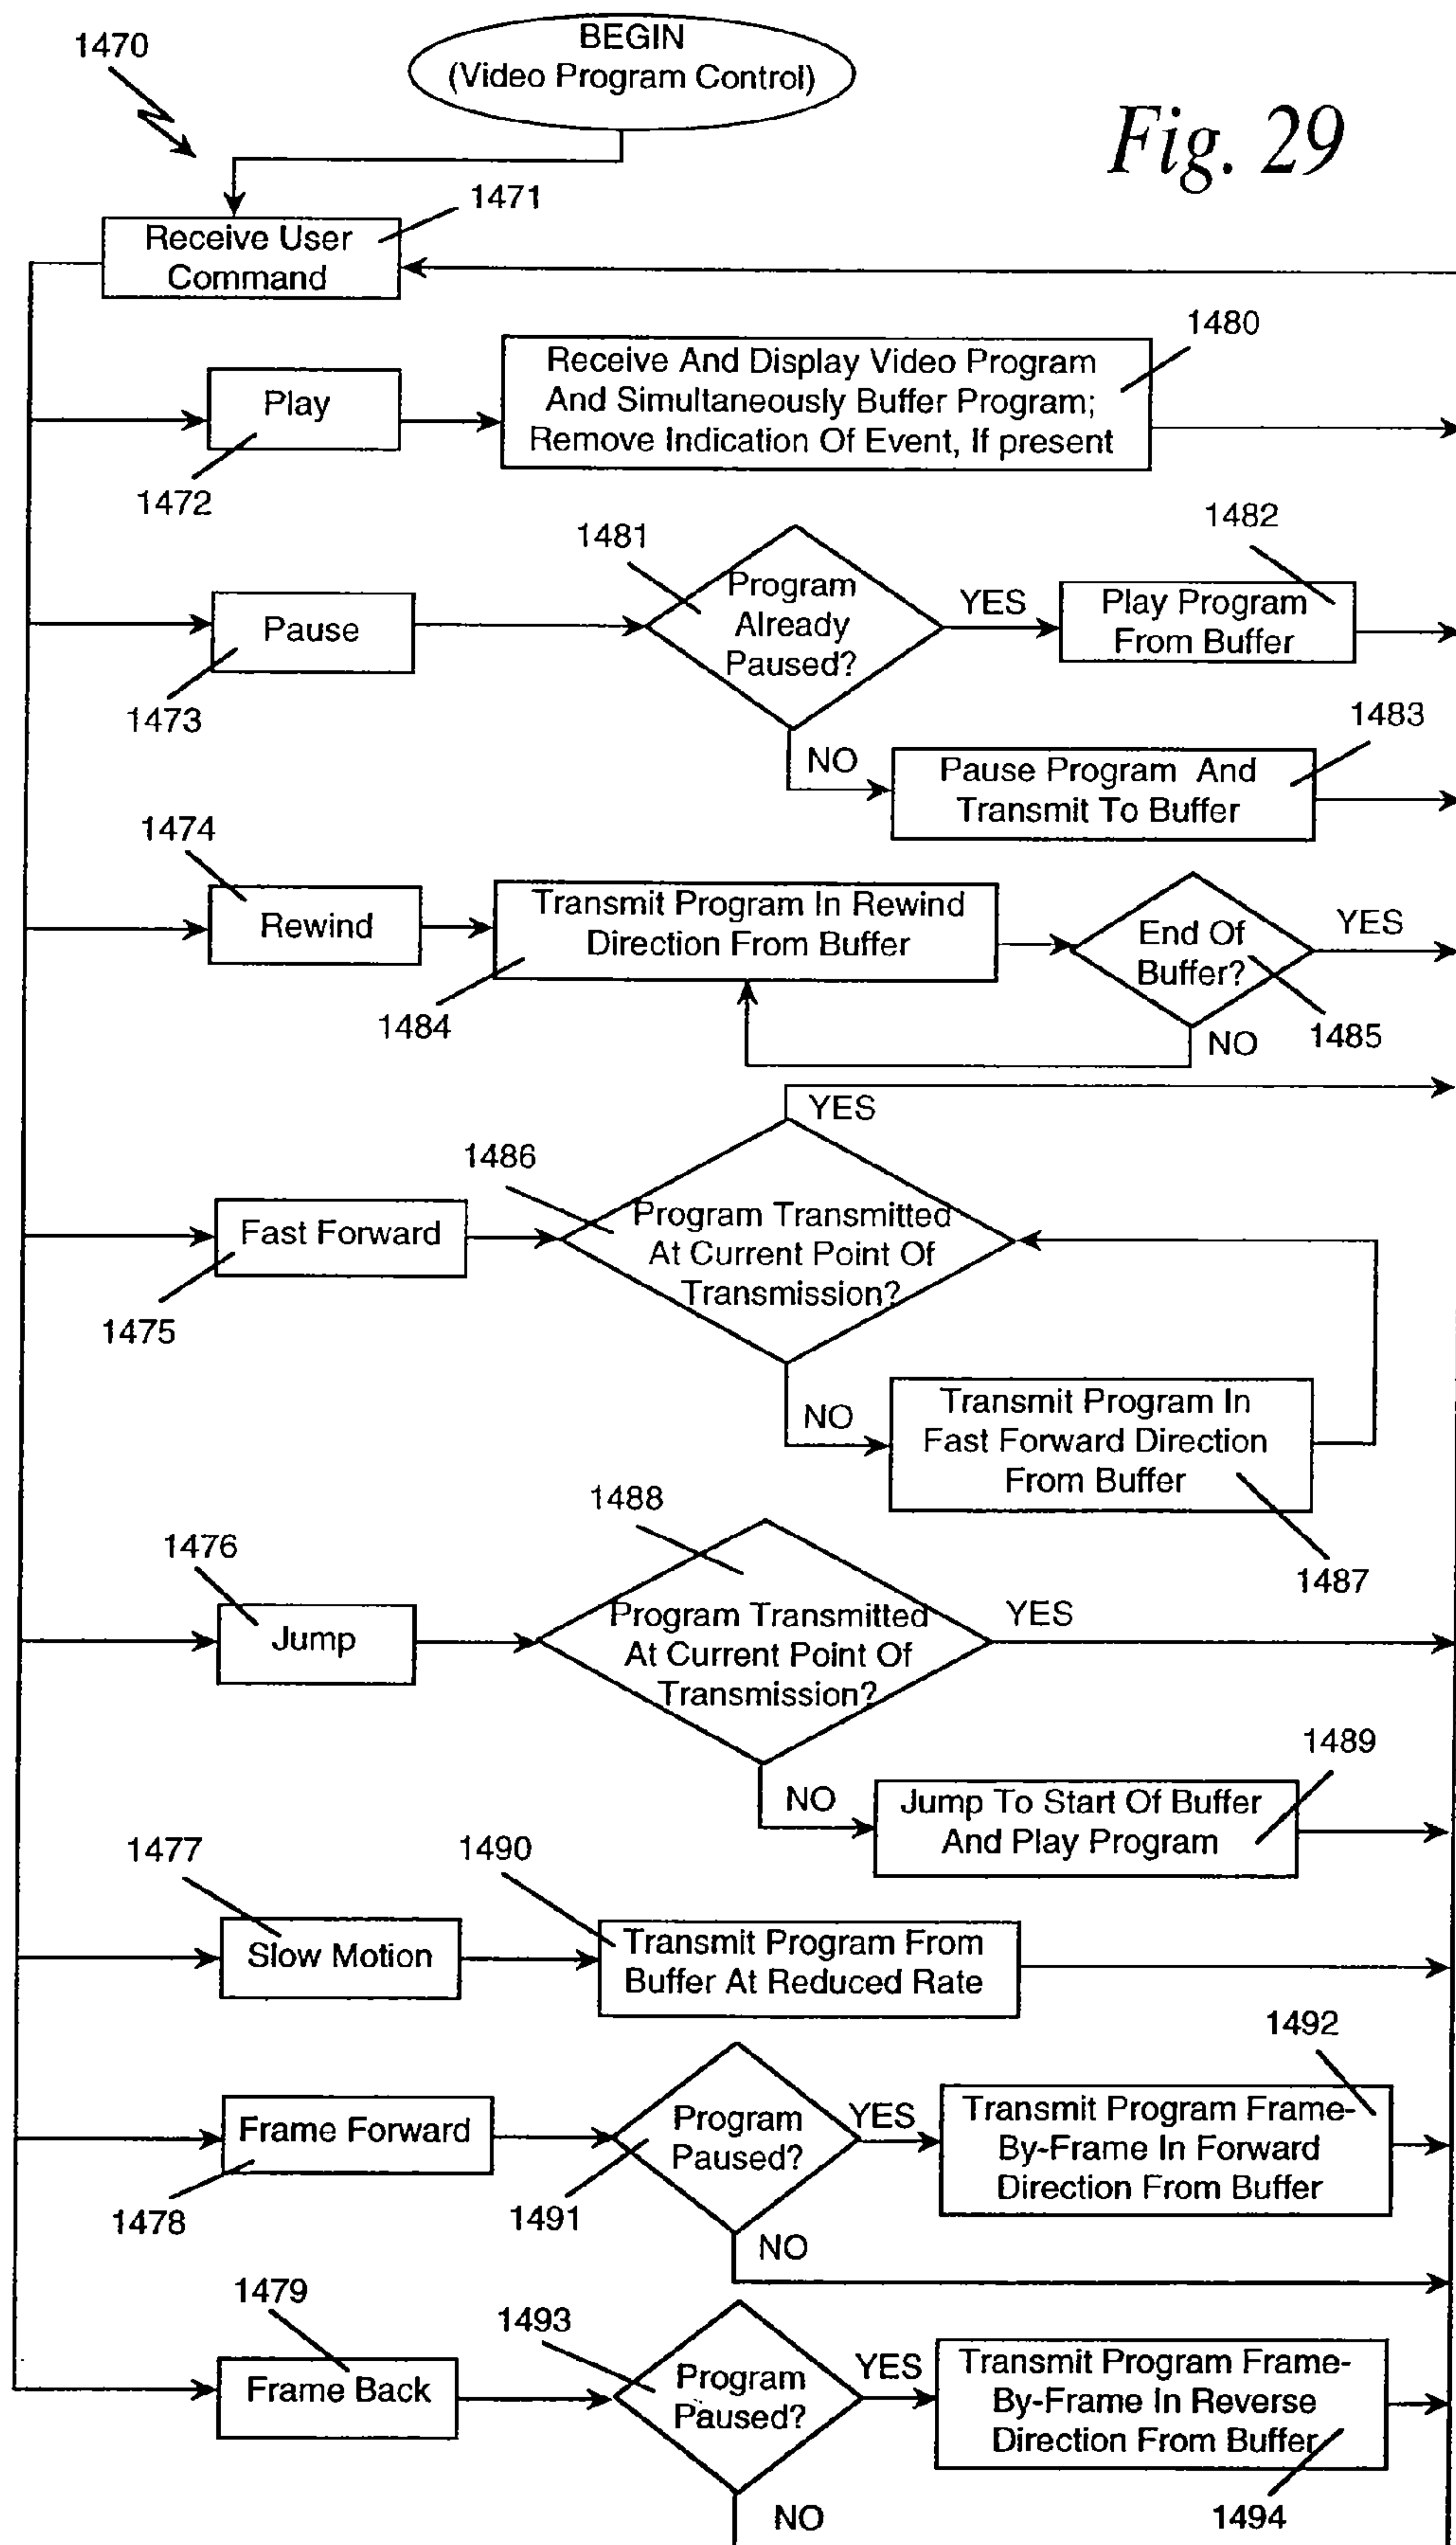 1470
BEGIN
(Video Program Control)
Fig. 29
1471
Receive User
Command
1480
Play
Receive And Display Video Program
And Simultaneously Buffer Program;
Remove Indication Of Event, If present
1472
1481
1482
Pause
Program
Already
Paused?
YES
Play Program
From Buffer
1473
NO
1483
Pause Program And
Transmit To Buffer
1474
Rewind
Transmit Program In Rewind
Direction From Buffer
End Of
Buffer?
YES
1484
NO
1485
YES
1486
Fast Forward
Program Transmitted
At Current Point Of
Transmission?
1475
NO
Transmit Program In
Fast Forward Direction
From Buffer
1487
1488
1476
Jump
Program Transmitted
At Current Point Of
Transmission?
YES
1489
NO
Jump To Start Of Buffer
And Play Program
1477
1490
Slow Motion
Transmit Program From
Buffer At Reduced Rate
1492
Frame Forward
Program
Paused?
YES
Transmit Program Frame-
By-Frame In Forward
Direction From Buffer
1478
1491
NO
1479
1493
Frame Back
Program
Paused?
YES
Transmit Program Frame-
By-Frame In Reverse
Direction From Buffer
NO
1494